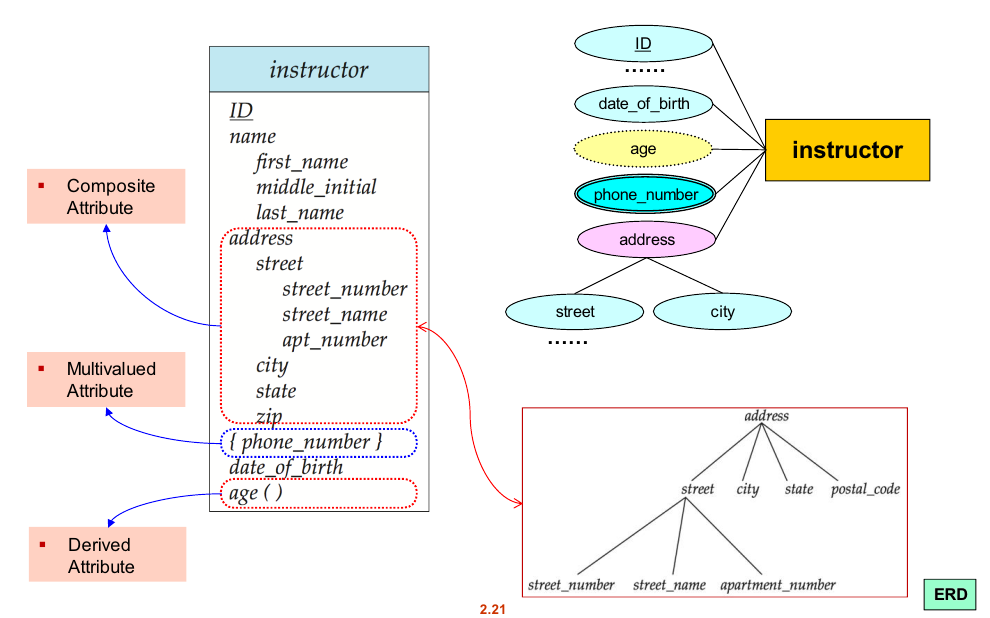 instructor
ID
name
first_name
middle_initial
last_name
address
street
street_number
street_name
apt_number
city
state
zip
{ phone_number }
date_of_birth
age ( )
Composite
Attribute
Multivalued
Attribute
Derived
Attribute
ID
......
date_of_birth
age
phone_number
address
instructor
street
city
......
address
street city state postal_code
street_number street_name apartment_number
2.21
ERD